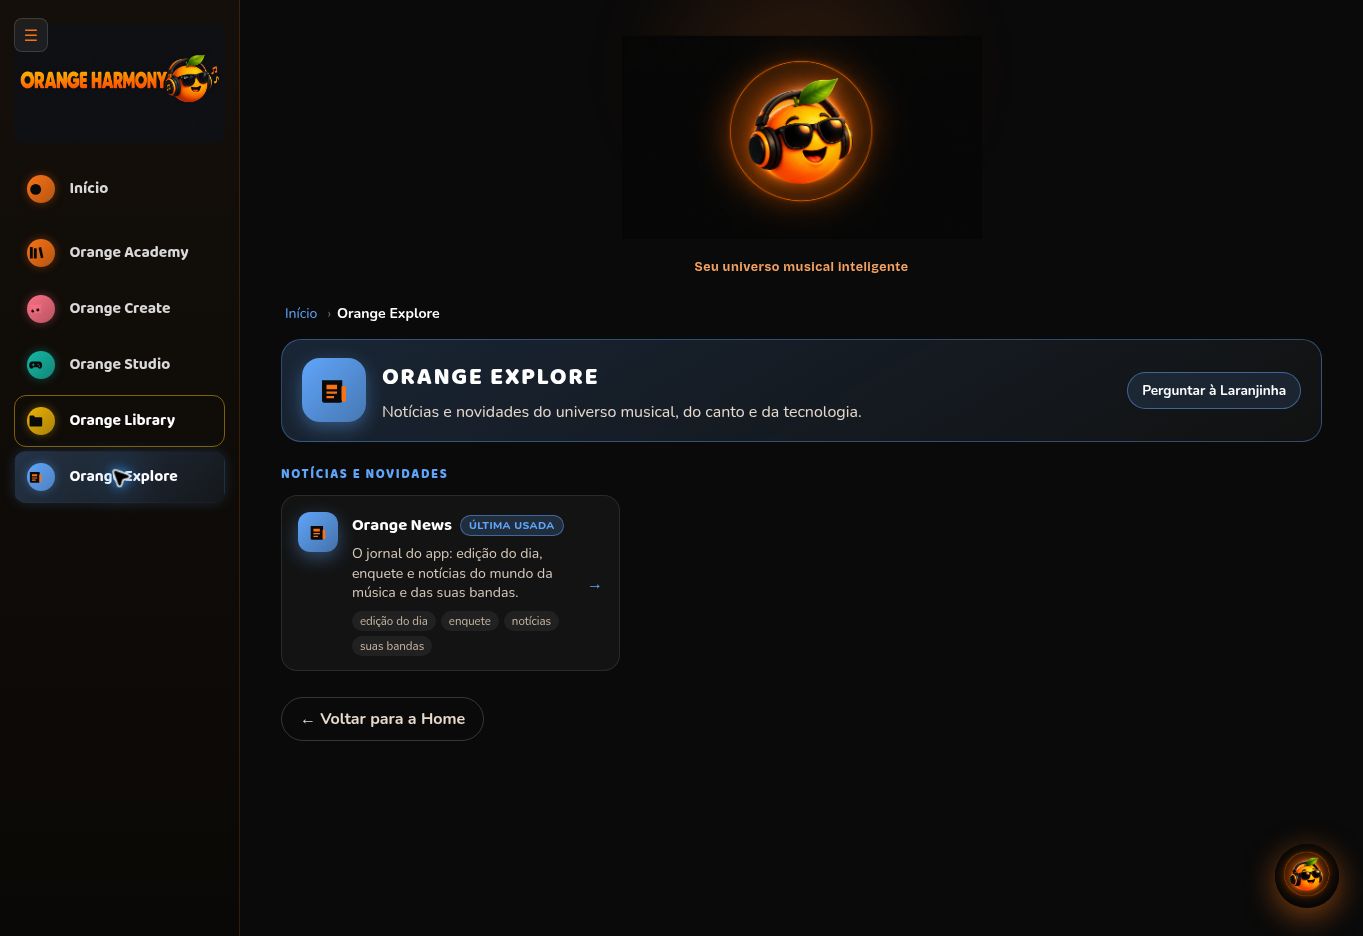 ☰
ORANGE HARMONY
Início
Orange Academy
Orange Create
Orange Studio
Orange Library
Orange Explore
Seu universo musical inteligente
Início › Orange Explore
ORANGE EXPLORE
Notícias e novidades do universo musical, do canto e da tecnologia.
Perguntar à Laranjinha
NOTÍCIAS E NOVIDADES
Orange News ÚLTIMA USADA
O jornal do app: edição do dia,
enquete e notícias do mundo da
música e das suas bandas.
→
edição do dia enquete notícias
suas bandas
← Voltar para a Home